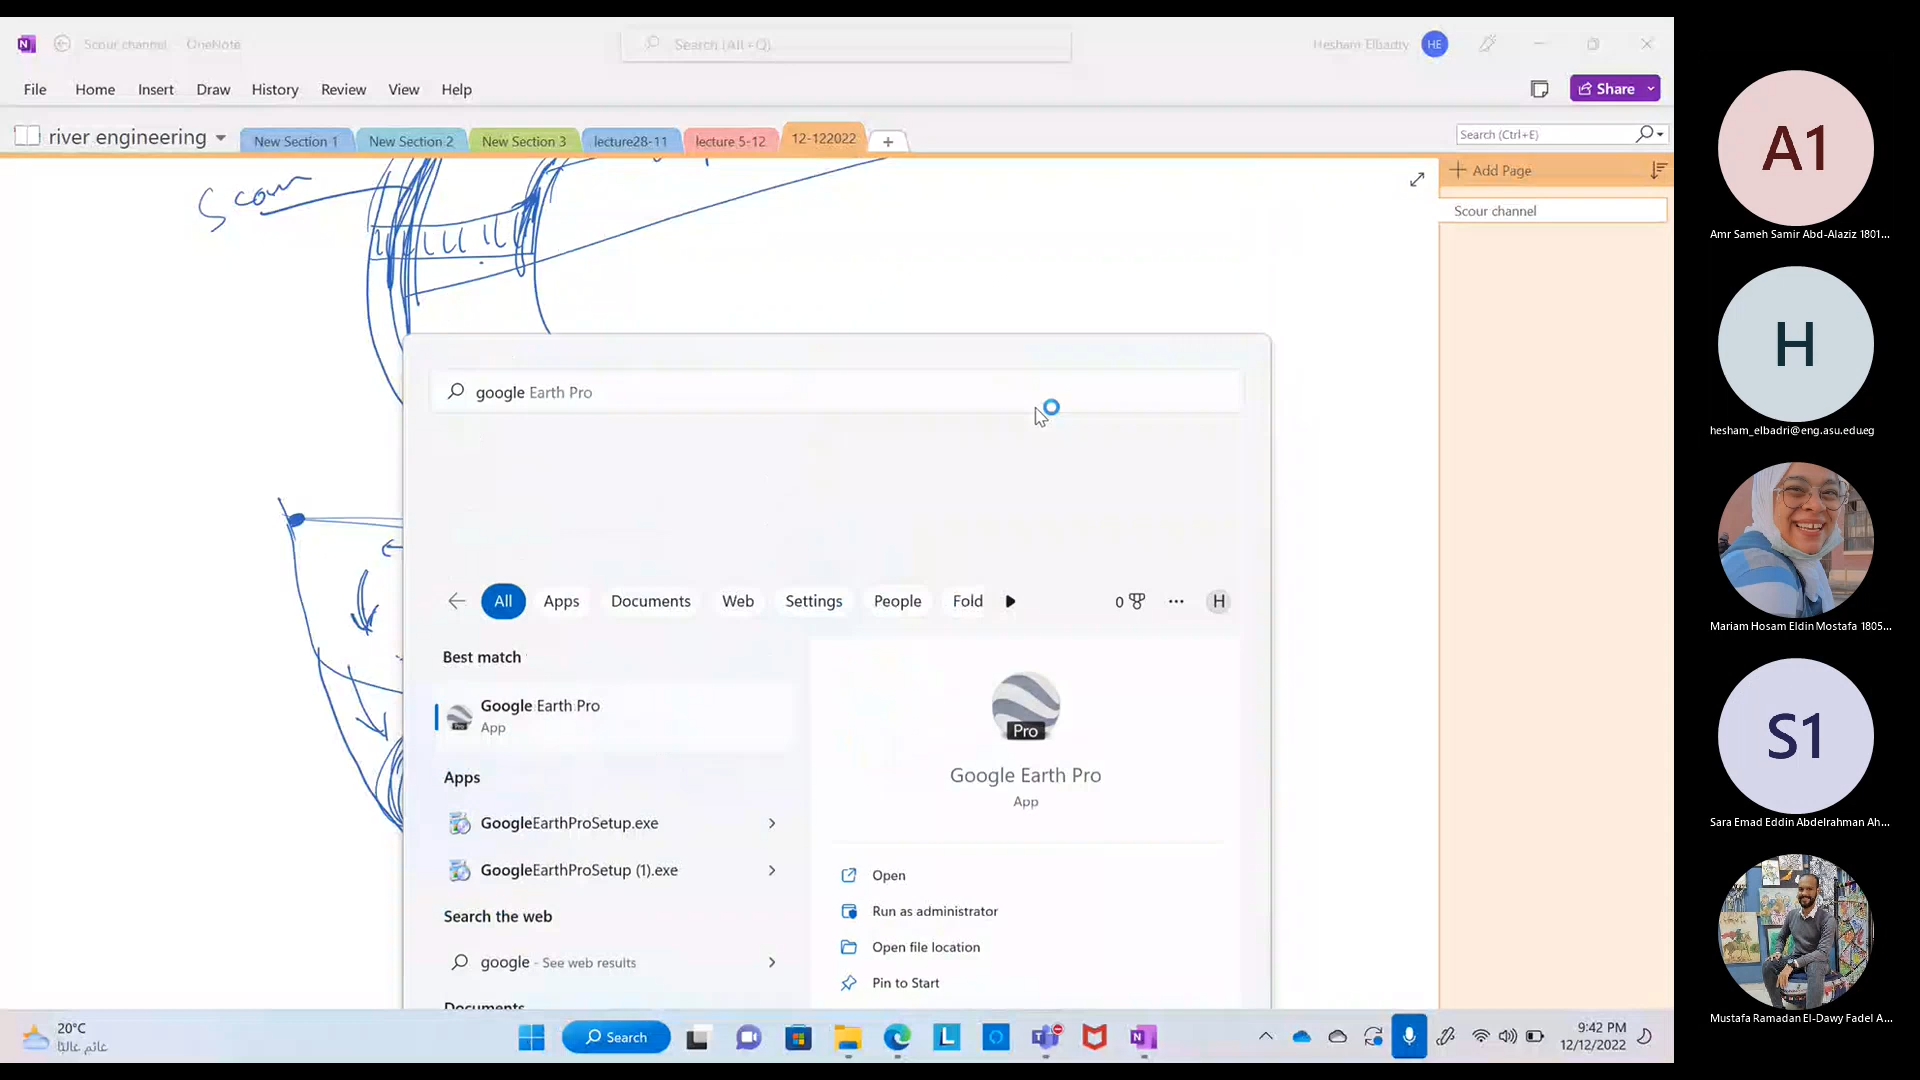 Scour channel - OneNote
Search (Alt+Q)
Hesham Elbadry
HE
File
Home
Insert
Draw
History
Review
View
Help
Share
river engineering
New Section 1
New Section 2
New Section 3
lecture28-11
lecture 5-12
12-122022
Search (Ctrl+E)
Add Page
Scour channel
Scour
google Earth Pro
All
Apps
Documents
Web
Settings
People
Fold
0
H
Best match
Google Earth Pro
App
Apps
GoogleEarthProSetup.exe
GoogleEarthProSetup (1).exe
Search the web
google - See web results
Documents
Pro
Google Earth Pro
App
Open
Run as administrator
Open file location
Pin to Start
20°C
غائم غالبًا
Search
9:42 PM
12/12/2022
A1
Amr Sameh Samir Abd-Alaziz 1801...
H
hesham_elbadri@eng.asu.edu.eg
Mariam Hosam Eldin Mostafa 1805...
S1
Sara Emad Eddin Abdelrahman Ah...
Mustafa Ramadan El-Dawy Fadel A...